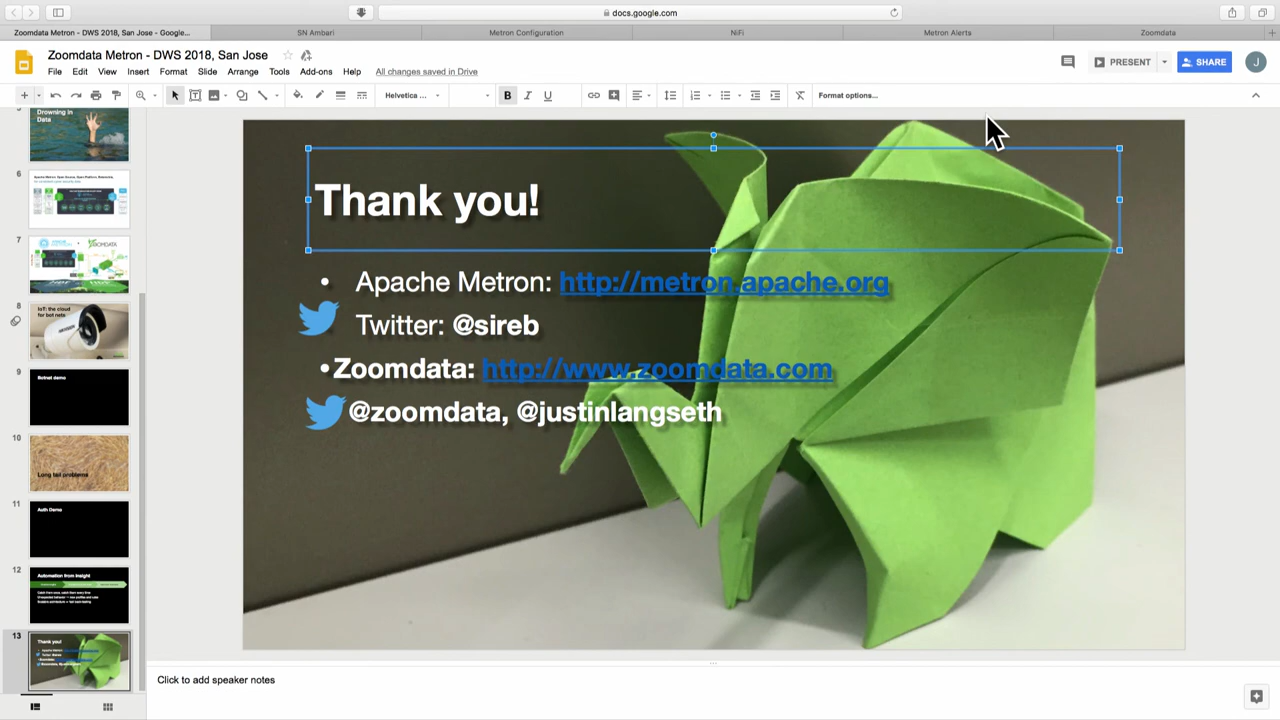 docs.google.com
Zoomdata Metron - DWS 2018, San Jose - Google...
SN Ambari
Metron Configuration
NiFi
Metron Alerts
Zoomdata
Zoomdata Metron - DWS 2018, San Jose
File Edit View Insert Format Slide Arrange Tools Add-ons Help All changes saved in Drive
PRESENT
SHARE
J
Helvetica ...
B I U
Format options...
Drowning in
Data
6
7
8
IoT: the cloud
for bot nets
9
Botnet demo
10
Long tail problems
11
Auth Demo
12
Automation from Insight
13
Thank you!
Thank you!
• Apache Metron: http://metron.apache.org
Twitter: @sireb
• Zoomdata: http://www.zoomdata.com
@zoomdata, @justinlangseth
Click to add speaker notes